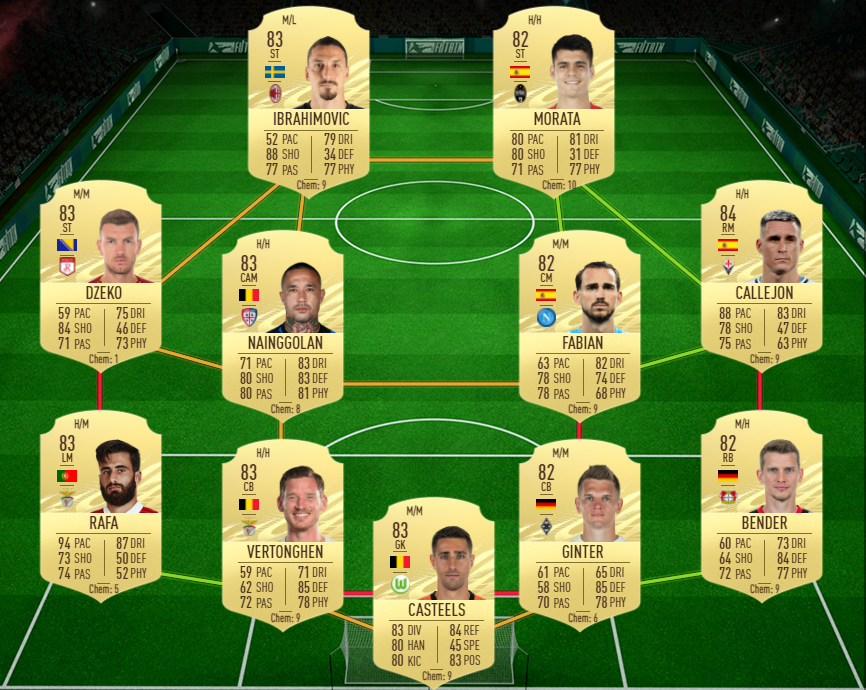 FUTBIN
M/L
83
ST
IBRAHIMOVIC
52 PAC 79 DRI
88 SHO 34 DEF
77 PAS 77 PHY
Chem: 9
H/H
82
ST
MORATA
80 PAC 81 DRI
80 SHO 31 DEF
71 PAS 77 PHY
Chem: 10
M/M
83
ST
DZEKO
59 PAC 75 DRI
84 SHO 46 DEF
71 PAS 73 PHY
Chem: 1
H/H
83
CAM
NAINGGOLAN
71 PAC 83 DRI
80 SHO 83 DEF
80 PAS 81 PHY
Chem: 8
M/M
82
CM
FABIAN
63 PAC 82 DRI
78 SHO 74 DEF
78 PAS 68 PHY
Chem: 9
H/H
84
RM
CALLEJON
88 PAC 83 DRI
78 SHO 47 DEF
75 PAS 63 PHY
Chem: 9
H/M
83
LM
RAFA
94 PAC 87 DRI
73 SHO 50 DEF
74 PAS 52 PHY
Chem: 5
H/H
83
CB
VERTONGHEN
59 PAC 71 DRI
62 SHO 85 DEF
72 PAS 78 PHY
Chem: 9
M/M
83
GK
CASTEELS
83 DIV 84 REF
80 HAN 45 SPE
80 KIC 83 POS
Chem: 9
M/M
82
CB
GINTER
61 PAC 65 DRI
58 SHO 85 DEF
70 PAS 78 PHY
Chem: 6
M/H
82
RB
BENDER
60 PAC 73 DRI
64 SHO 84 DEF
72 PAS 77 PHY
Chem: 9